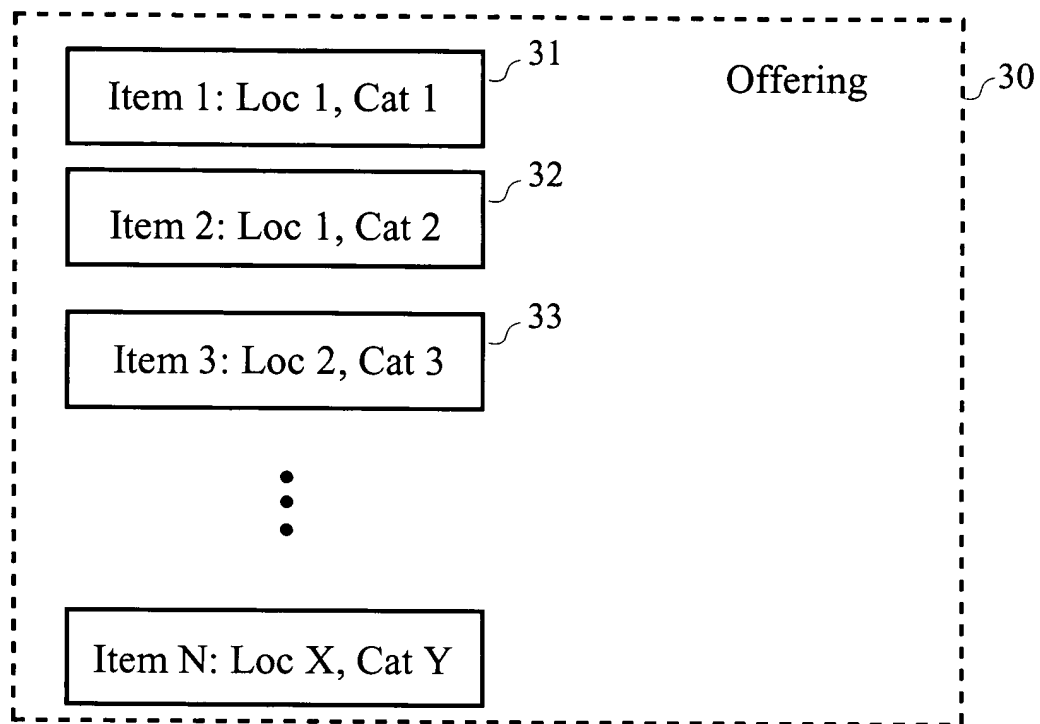 31
Item 1: Loc 1, Cat 1
Offering
30
32
Item 2: Loc 1, Cat 2
33
Item 3: Loc 2, Cat 3
Item N: Loc X, Cat Y